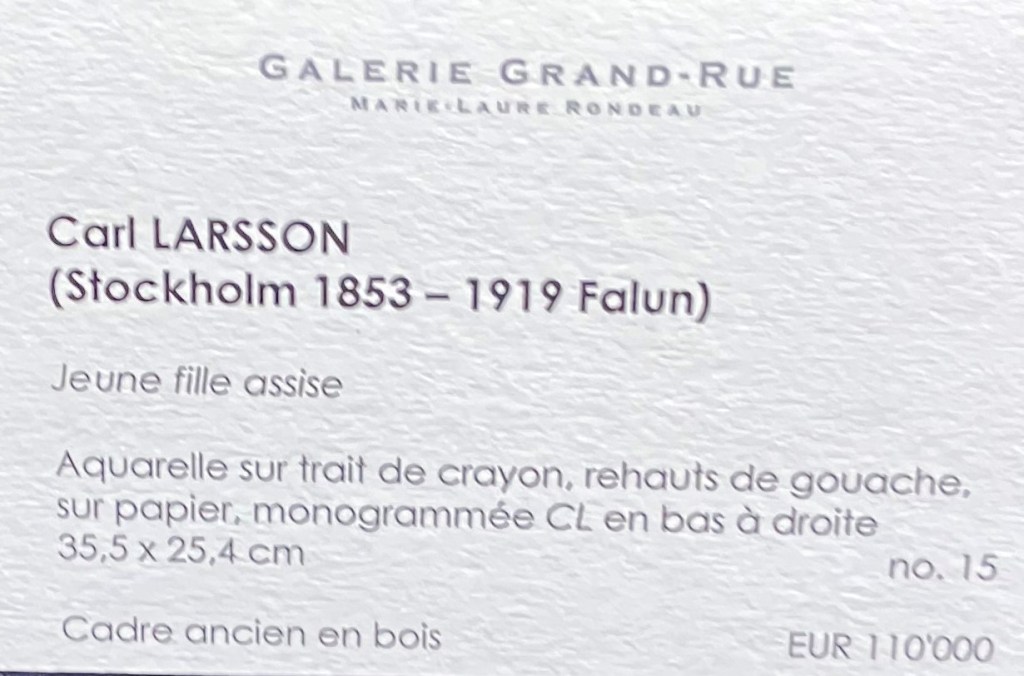 GALERIE GRAND-RUE
MARIE-LAURE RONDEAU
Carl LARSSON
(Stockholm 1853 – 1919 Falun)
Jeune fille assise
Aquarelle sur trait de crayon, rehauts de gouache,
sur papier, monogrammée CL en bas à droite
35,5 x 25,4 cm
no. 15
Cadre ancien en bois
EUR 110'000